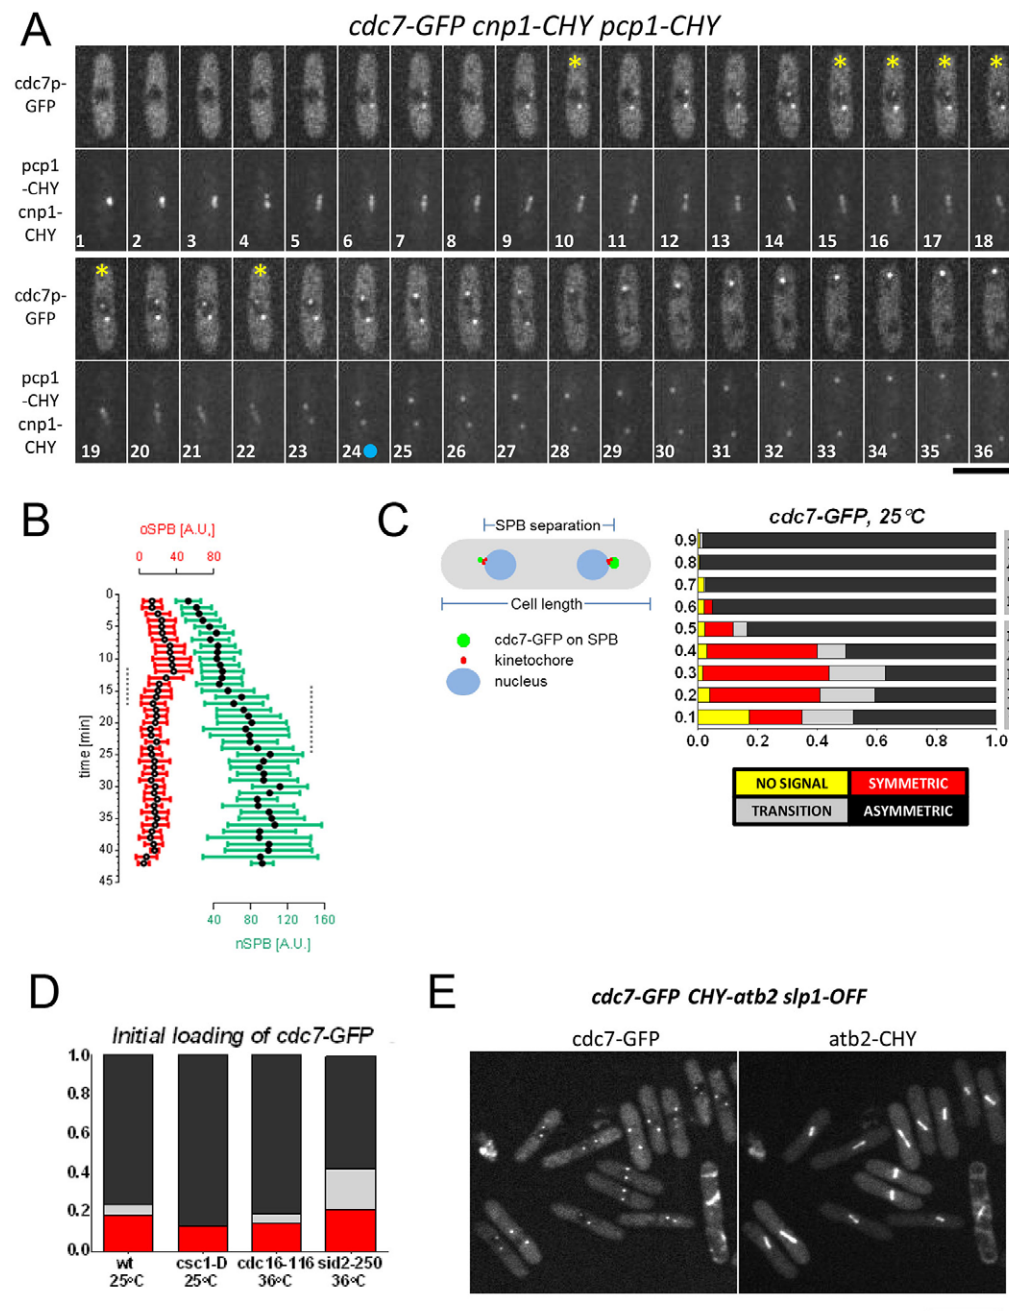 A
cdc7-GFP cnp1-CHY pcp1-CHY
cdc7p-
GFP
* * * * *
pcp1
-CHY
cnp1-
CHY
1 2 3 4 5 6 7 8 9 10 11 12 13 14 15 16 17 18
cdc7p-
GFP
* *
pcp1
-CHY
cnp1-
CHY
19 20 21 22 23 24 25 26 27 28 29 30 31 32 33 34 35 36
B
oSPB [A.U,]
0 40 80
time [min]
0
5
10
15
20
25
30
35
40
45
40 80 120 160
nSPB [A.U.]
C
SPB separation
Cell length
cdc7-GFP on SPB
kinetochore
nucleus
cdc7-GFP, 25°C
0.9
0.8
0.7
0.6
0.5
0.4
0.3
0.2
0.1
0.0 0.2 0.4 0.6 0.8 1.0
NO SIGNAL SYMMETRIC
TRANSITION ASYMMETRIC
D
Initial loading of cdc7-GFP
1.0
0.8
0.6
0.4
0.2
0.0
wt csc1-D cdc16-116 sid2-250
25°C 25°C 36°C 36°C
E
cdc7-GFP CHY-atb2 slp1-OFF
cdc7-GFP atb2-CHY